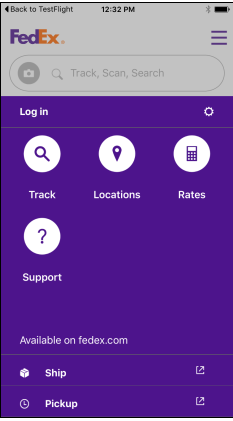 Back to TestFlight 12:32 PM
FedEx.
Track, Scan, Search
Log in
Track Locations Rates
?
Support
Available on fedex.com
Ship
Pickup